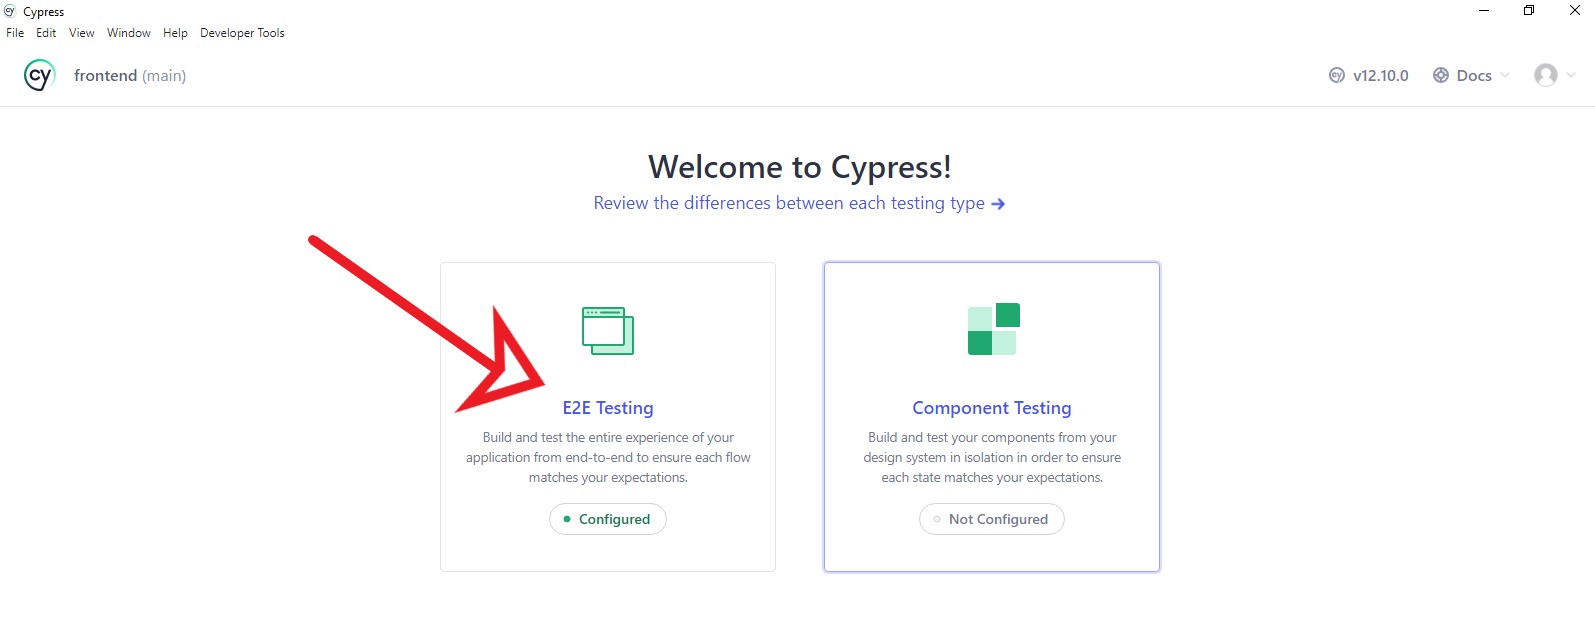 Cypress
File Edit View Window Help Developer Tools
cy frontend (main) v12.10.0 Docs
Welcome to Cypress!
Review the differences between each testing type →
E2E Testing
Build and test the entire experience of your
application from end-to-end to ensure each flow
matches your expectations.
Configured
Component Testing
Build and test your components from your
design system in isolation in order to ensure
each state matches your expectations.
Not Configured